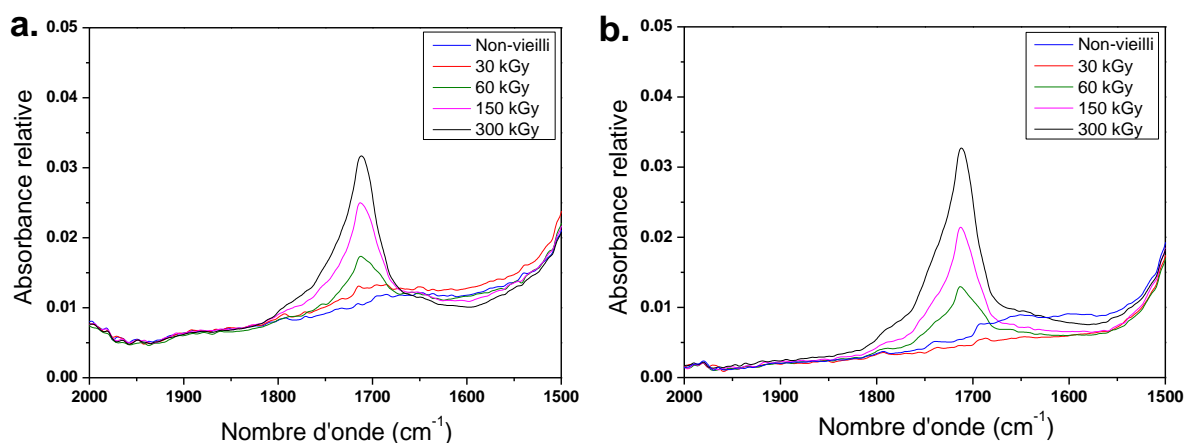 a.
Absorbance relative
0.05
0.04
0.03
0.02
0.01
0.00
Non-vieilli
30 kGy
60 kGy
150 kGy
300 kGy
2000 1900 1800 1700 1600 1500
Nombre d'onde (cm-1)
b.
Absorbance relative
0.05
0.04
0.03
0.02
0.01
0.00
Non-vieilli
30 kGy
60 kGy
150 kGy
300 kGy
2000 1900 1800 1700 1600 1500
Nombre d'onde (cm-1)